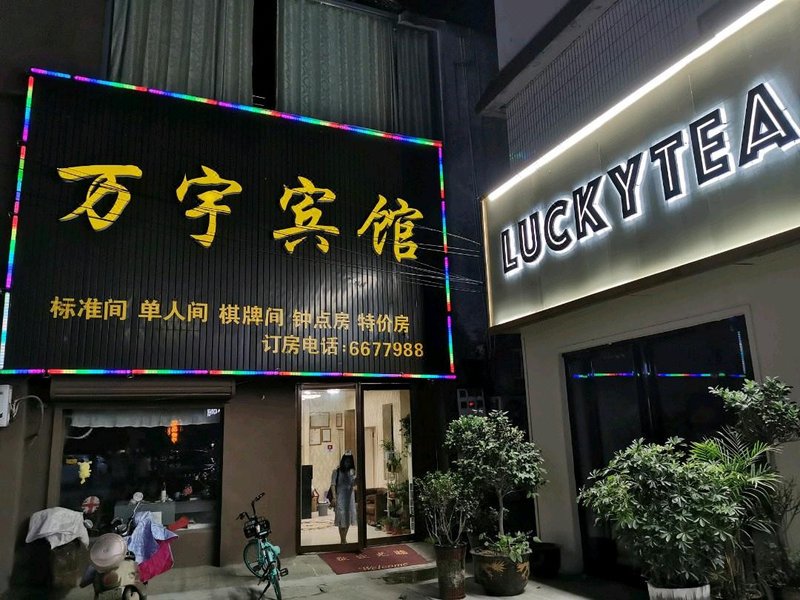 万宇宾馆
标准间 单人间 棋牌间 钟点房 特价房
订房电话:6677988
LUCKYTEA
Welcome